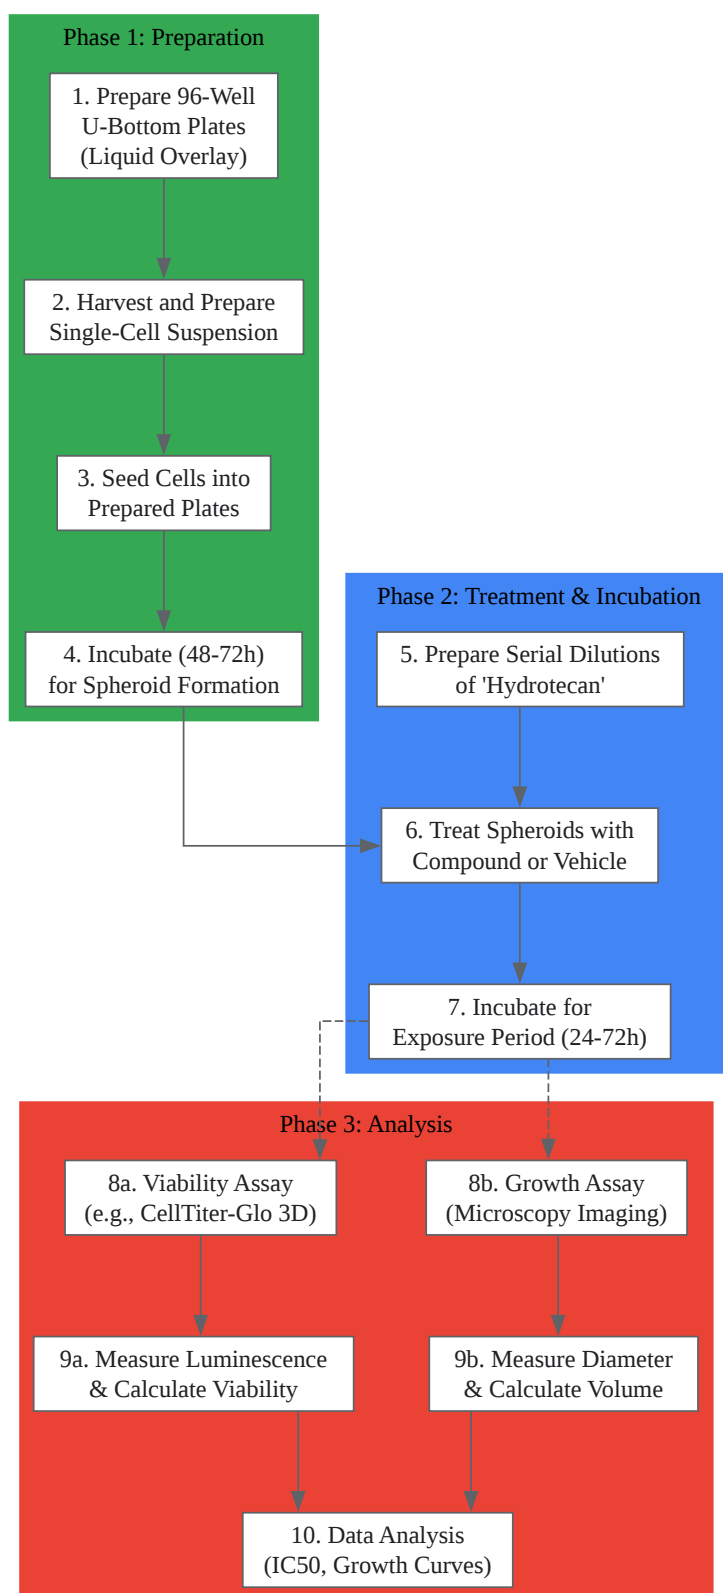 Phase 1: Preparation
1. Prepare 96-Well
U-Bottom Plates
(Liquid Overlay)
2. Harvest and Prepare
Single-Cell Suspension
3. Seed Cells into
Prepared Plates
4. Incubate (48-72h)
for Spheroid Formation
Phase 2: Treatment & Incubation
5. Prepare Serial Dilutions
of 'Hydrotecan'
6. Treat Spheroids with
Compound or Vehicle
7. Incubate for
Exposure Period (24-72h)
Phase 3: Analysis
8a. Viability Assay
(e.g., CellTiter-Glo 3D)
8b. Growth Assay
(Microscopy Imaging)
9a. Measure Luminescence
& Calculate Viability
9b. Measure Diameter
& Calculate Volume
10. Data Analysis
(IC50, Growth Curves)